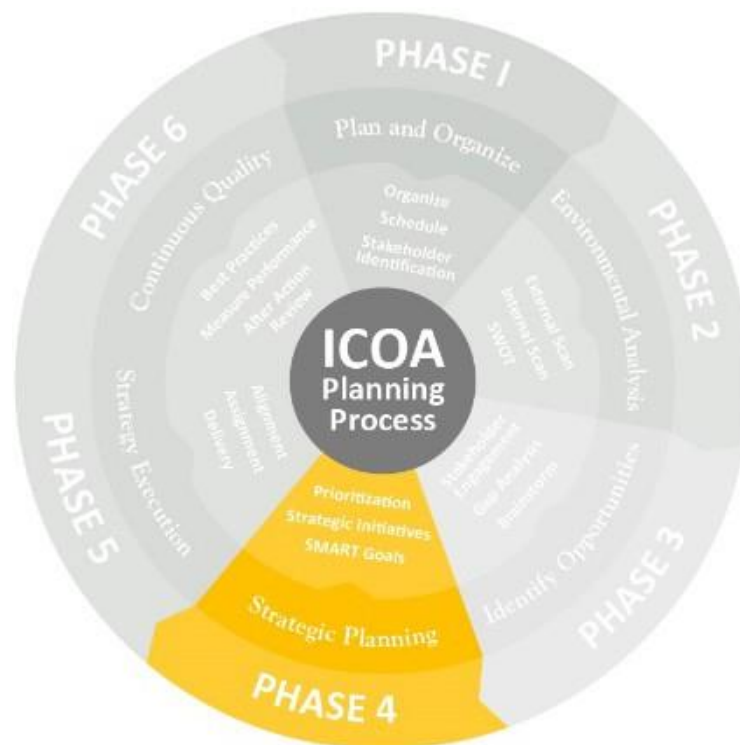 PHASE I
Plan and Organize
Organize
Schedule
Stakeholder
Identification
PHASE 2
Environmental Analysis
External Scan
Internal Scan
SWOT
PHASE 3
Identify Opportunities
Stakeholder
Engagement
Gap Analysis
Brainstorm
PHASE 4
Strategic Planning
Prioritization
Strategic Initiatives
SMART Goals
PHASE 5
Strategy Execution
Alignment
Assignment
Delivery
PHASE 6
Continuous Quality
Best Practices
Measure Performance
After Action
Review
ICOA
Planning
Process